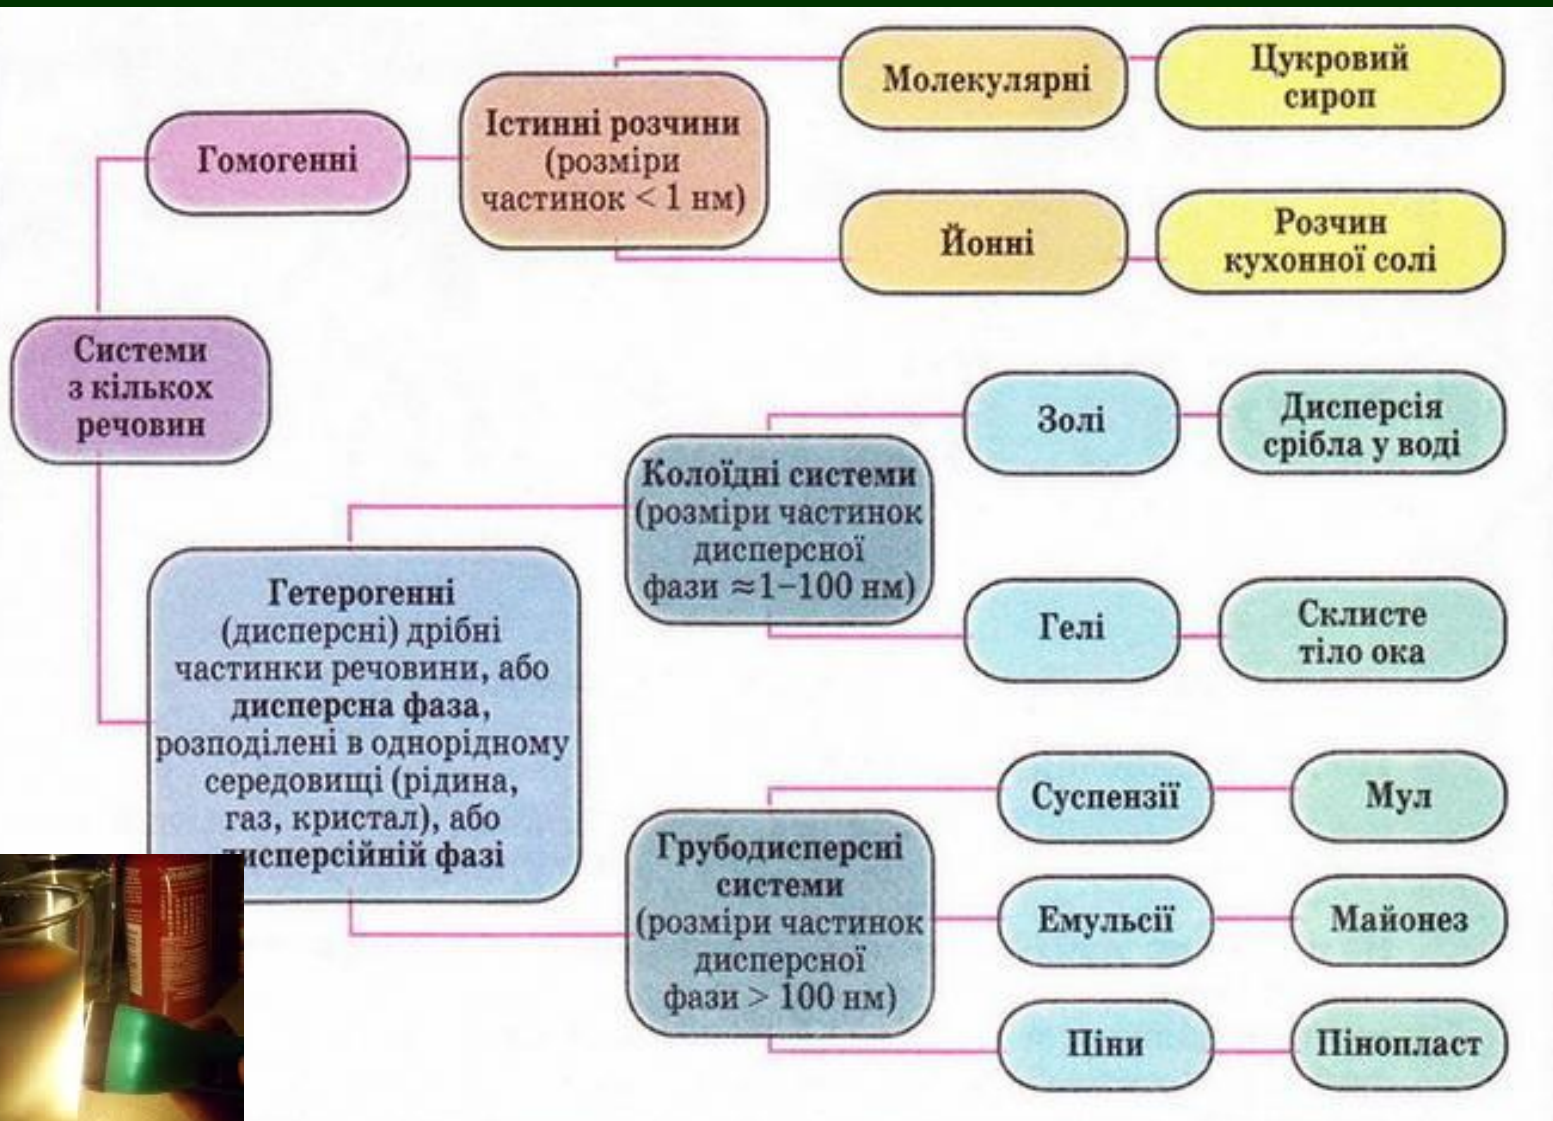 Системи
з кількох
речовин
Гомогенні
Істинні розчини
(розміри
частинок < 1 нм)
Молекулярні
Цукровий
сироп
Йонні
Розчин
кухонної солі
Гетерогенні
(дисперсні) дрібні
частинки речовини, або
дисперсна фаза,
розподілені в однорідному
середовищі (рідина,
газ, кристал), або
исперсійній фазі
Колоїдні системи
(розміри частинок
дисперсної
фази ≈1–100 нм)
Золі
Дисперсія
срібла у воді
Гелі
Склисте
тіло ока
Грубодисперсні
системи
(розміри частинок
дисперсної
фази > 100 нм)
Суспензії
Мул
Емульсії
Майонез
Піни
Пінопласт